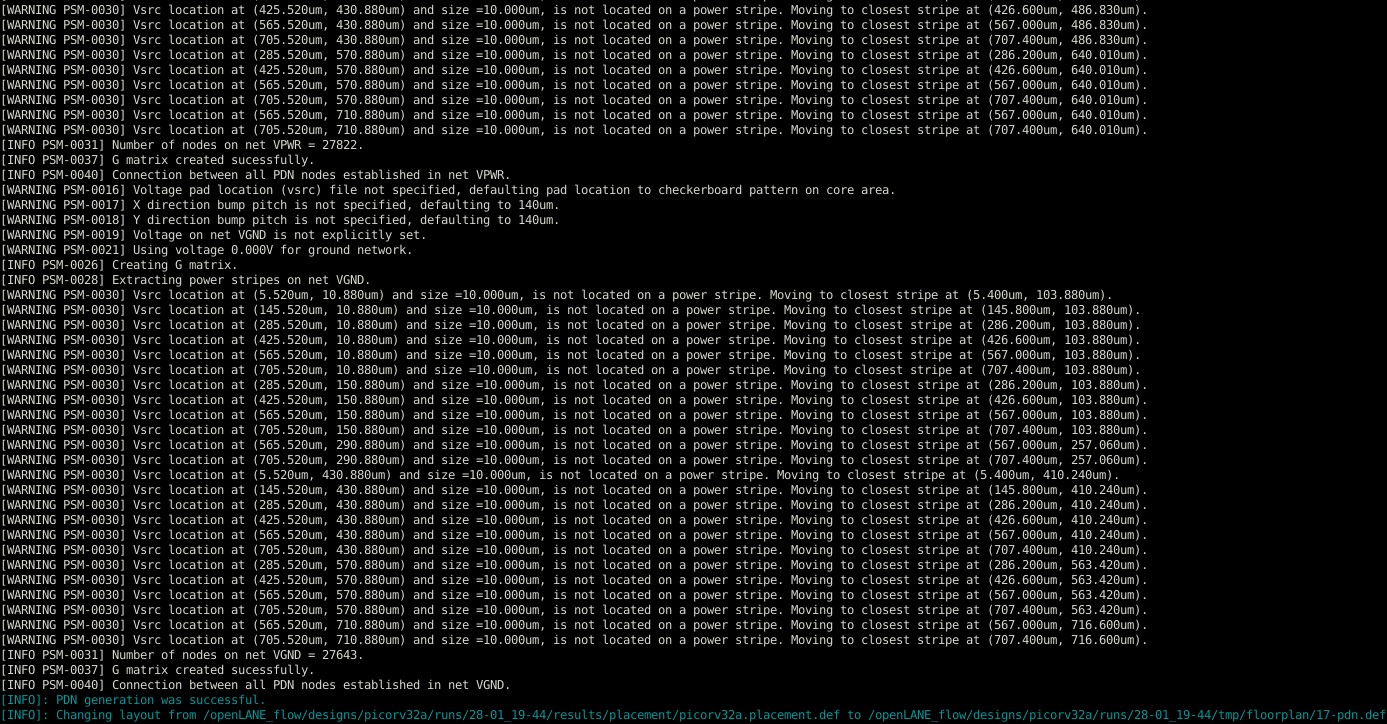 [WARNING PSM-0030] Vsrc location at (425.520um, 430.880um) and size =10.000um, is not located on a power stripe. Moving to closest stripe at (426.600um, 486.830um).
[WARNING PSM-0030] Vsrc location at (565.520um, 430.880um) and size =10.000um, is not located on a power stripe. Moving to closest stripe at (567.000um, 486.830um).
[WARNING PSM-0030] Vsrc location at (705.520um, 430.880um) and size =10.000um, is not located on a power stripe. Moving to closest stripe at (707.400um, 486.830um).
[WARNING PSM-0030] Vsrc location at (285.520um, 570.880um) and size =10.000um, is not located on a power stripe. Moving to closest stripe at (286.200um, 640.010um).
[WARNING PSM-0030] Vsrc location at (425.520um, 570.880um) and size =10.000um, is not located on a power stripe. Moving to closest stripe at (426.600um, 640.010um).
[WARNING PSM-0030] Vsrc location at (565.520um, 570.880um) and size =10.000um, is not located on a power stripe. Moving to closest stripe at (567.000um, 640.010um).
[WARNING PSM-0030] Vsrc location at (705.520um, 570.880um) and size =10.000um, is not located on a power stripe. Moving to closest stripe at (707.400um, 640.010um).
[WARNING PSM-0030] Vsrc location at (565.520um, 710.880um) and size =10.000um, is not located on a power stripe. Moving to closest stripe at (567.000um, 640.010um).
[WARNING PSM-0030] Vsrc location at (705.520um, 710.880um) and size =10.000um, is not located on a power stripe. Moving to closest stripe at (707.400um, 640.010um).
[INFO PSM-0031] Number of nodes on net VPWR = 27822.
[INFO PSM-0037] G matrix created sucessfully.
[INFO PSM-0040] Connection between all PDN nodes established in net VPWR.
[WARNING PSM-0016] Voltage pad location (vsrc) file not specified, defaulting pad location to checkerboard pattern on core area.
[WARNING PSM-0017] X direction bump pitch is not specified, defaulting to 140um.
[WARNING PSM-0018] Y direction bump pitch is not specified, defaulting to 140um.
[WARNING PSM-0019] Voltage on net VGND is not explicitly set.
[WARNING PSM-0021] Using voltage 0.000V for ground network.
[INFO PSM-0026] Creating G matrix.
[INFO PSM-0028] Extracting power stripes on net VGND.
[WARNING PSM-0030] Vsrc location at (5.520um, 10.880um) and size =10.000um, is not located on a power stripe. Moving to closest stripe at (5.400um, 103.880um).
[WARNING PSM-0030] Vsrc location at (145.520um, 10.880um) and size =10.000um, is not located on a power stripe. Moving to closest stripe at (145.800um, 103.880um).
[WARNING PSM-0030] Vsrc location at (285.520um, 10.880um) and size =10.000um, is not located on a power stripe. Moving to closest stripe at (286.200um, 103.880um).
[WARNING PSM-0030] Vsrc location at (425.520um, 10.880um) and size =10.000um, is not located on a power stripe. Moving to closest stripe at (426.600um, 103.880um).
[WARNING PSM-0030] Vsrc location at (565.520um, 10.880um) and size =10.000um, is not located on a power stripe. Moving to closest stripe at (567.000um, 103.880um).
[WARNING PSM-0030] Vsrc location at (705.520um, 10.880um) and size =10.000um, is not located on a power stripe. Moving to closest stripe at (707.400um, 103.880um).
[WARNING PSM-0030] Vsrc location at (285.520um, 150.880um) and size =10.000um, is not located on a power stripe. Moving to closest stripe at (286.200um, 103.880um).
[WARNING PSM-0030] Vsrc location at (425.520um, 150.880um) and size =10.000um, is not located on a power stripe. Moving to closest stripe at (426.600um, 103.880um).
[WARNING PSM-0030] Vsrc location at (565.520um, 150.880um) and size =10.000um, is not located on a power stripe. Moving to closest stripe at (567.000um, 103.880um).
[WARNING PSM-0030] Vsrc location at (705.520um, 150.880um) and size =10.000um, is not located on a power stripe. Moving to closest stripe at (707.400um, 103.880um).
[WARNING PSM-0030] Vsrc location at (565.520um, 290.880um) and size =10.000um, is not located on a power stripe. Moving to closest stripe at (567.000um, 257.060um).
[WARNING PSM-0030] Vsrc location at (705.520um, 290.880um) and size =10.000um, is not located on a power stripe. Moving to closest stripe at (707.400um, 257.060um).
[WARNING PSM-0030] Vsrc location at (5.520um, 430.880um) and size =10.000um, is not located on a power stripe. Moving to closest stripe at (5.400um, 410.240um).
[WARNING PSM-0030] Vsrc location at (145.520um, 430.880um) and size =10.000um, is not located on a power stripe. Moving to closest stripe at (145.800um, 410.240um).
[WARNING PSM-0030] Vsrc location at (285.520um, 430.880um) and size =10.000um, is not located on a power stripe. Moving to closest stripe at (286.200um, 410.240um).
[WARNING PSM-0030] Vsrc location at (425.520um, 430.880um) and size =10.000um, is not located on a power stripe. Moving to closest stripe at (426.600um, 410.240um).
[WARNING PSM-0030] Vsrc location at (565.520um, 430.880um) and size =10.000um, is not located on a power stripe. Moving to closest stripe at (567.000um, 410.240um).
[WARNING PSM-0030] Vsrc location at (705.520um, 430.880um) and size =10.000um, is not located on a power stripe. Moving to closest stripe at (707.400um, 410.240um).
[WARNING PSM-0030] Vsrc location at (285.520um, 570.880um) and size =10.000um, is not located on a power stripe. Moving to closest stripe at (286.200um, 563.420um).
[WARNING PSM-0030] Vsrc location at (425.520um, 570.880um) and size =10.000um, is not located on a power stripe. Moving to closest stripe at (426.600um, 563.420um).
[WARNING PSM-0030] Vsrc location at (565.520um, 570.880um) and size =10.000um, is not located on a power stripe. Moving to closest stripe at (567.000um, 563.420um).
[WARNING PSM-0030] Vsrc location at (705.520um, 570.880um) and size =10.000um, is not located on a power stripe. Moving to closest stripe at (707.400um, 563.420um).
[WARNING PSM-0030] Vsrc location at (565.520um, 710.880um) and size =10.000um, is not located on a power stripe. Moving to closest stripe at (567.000um, 716.600um).
[WARNING PSM-0030] Vsrc location at (705.520um, 710.880um) and size =10.000um, is not located on a power stripe. Moving to closest stripe at (707.400um, 716.600um).
[INFO PSM-0031] Number of nodes on net VGND = 27643.
[INFO PSM-0037] G matrix created sucessfully.
[INFO PSM-0040] Connection between all PDN nodes established in net VGND.
[INFO]: PDN generation was successful.
[INFO]: Changing layout from /openLANE_flow/designs/picorv32a/runs/28-01_19-44/results/placement/picorv32a.placement.def to /openLANE_flow/designs/picorv32a/runs/28-01_19-44/tmp/floorplan/17-pdn.def